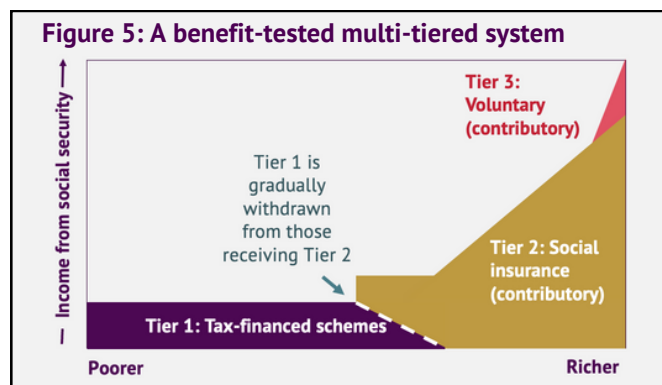 Figure 5: A benefit-tested multi-tiered system
— Income from social security →
Tier 3:
Voluntary
(contributory)
Tier 1 is
gradually
withdrawn
from those
receiving Tier 2
Tier 2: Social
insurance
(contributory)
Tier 1: Tax-financed schemes
Poorer
Richer